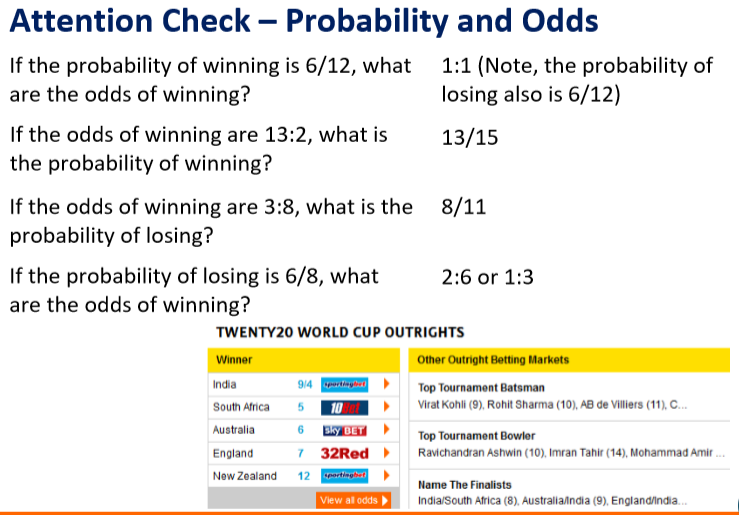 Attention Check – Probability and Odds
If the probability of winning is 6/12, what
are the odds of winning?
1:1 (Note, the probability of
losing also is 6/12)
If the odds of winning are 13:2, what is
the probability of winning?
13/15
If the odds of winning are 3:8, what is the
probability of losing?
8/11
If the probability of losing is 6/8, what
are the odds of winning?
2:6 or 1:3
TWENTY20 WORLD CUP OUTRIGHTS
Winner
India 9/4 sportingbet
South Africa 5 10Bet
Australia 6 sky BET
England 7 32Red
New Zealand 12 sportingbet
View all odds
Other Outright Betting Markets
Top Tournament Batsman
Virat Kohli (9), Rohit Sharma (10), AB de Villiers (11), C...
Top Tournament Bowler
Ravichandran Ashwin (10), Imran Tahir (14), Mohammad Amir ...
Name The Finalists
India/South Africa (8), Australia/India (9), England/India...